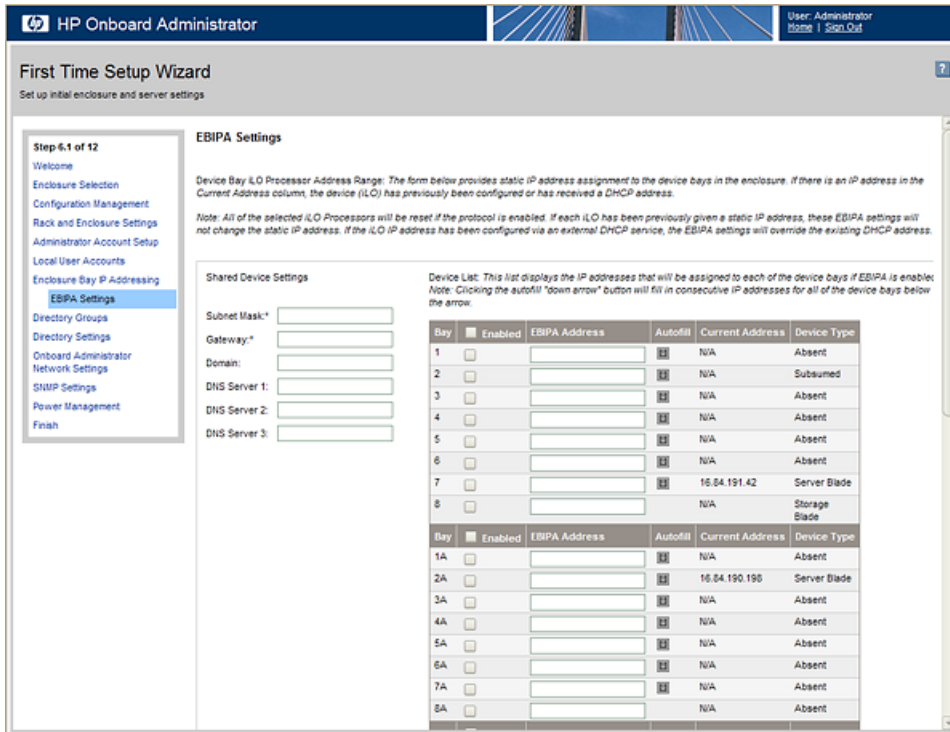 hp HP Onboard Administrator
User: Administrator
Home | Sign Out
First Time Setup Wizard
?
Set up initial enclosure and server settings
Step 6.1 of 12
Welcome
Enclosure Selection
Configuration Management
Rack and Enclosure Settings
Administrator Account Setup
Local User Accounts
Enclosure Bay IP Addressing
EBIPA Settings
Directory Groups
Directory Settings
Onboard Administrator
Network Settings
SNMP Settings
Power Management
Finish
EBIPA Settings
Device Bay iLO Processor Address Range: The form below provides static IP address assignment to the device bays in the enclosure. If there is an IP address in the
Current Address column, the device (iLO) has previously been configured or has received a DHCP address.
Note: All of the selected iLO Processors will be reset if the protocol is enabled. If each iLO has been previously given a static IP address, these EBIPA settings will
not change the static IP address. If the iLO IP address has been configured via an external DHCP service, the EBIPA settings will override the existing DHCP address.
Shared Device Settings
Subnet Mask:*
Gateway:*
Domain:
DNS Server 1:
DNS Server 2:
DNS Server 3:
Device List: This list displays the IP addresses that will be assigned to each of the device bays if EBIPA is enabled
Note: Clicking the autofill "down arrow" button will fill in consecutive IP addresses for all of the device bays below
the arrow.
Bay Enabled EBIPA Address Autofill Current Address Device Type
1 N/A Absent
2 N/A Subsumed
3 N/A Absent
4 N/A Absent
5 N/A Absent
6 N/A Absent
7 16.84.191.42 Server Blade
8 N/A Storage
Blade
Bay Enabled EBIPA Address Autofill Current Address Device Type
1A N/A Absent
2A 16.84.190.198 Server Blade
3A N/A Absent
4A N/A Absent
5A N/A Absent
6A N/A Absent
7A N/A Absent
8A N/A Absent